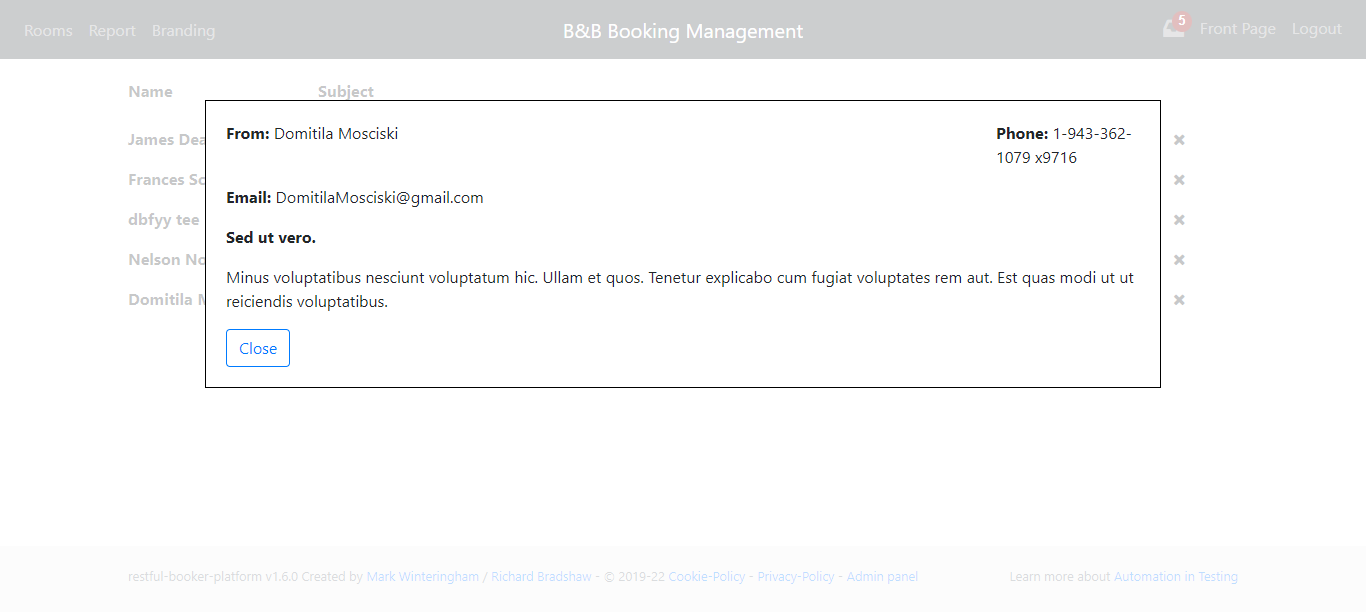 Rooms Report Branding B&B Booking Management 5 Front Page Logout
Name Subject
From: Domitila Mosciski Phone: 1-943-362-
1079 x9716
James Dea
Frances Sc
Email: DomitilaMosciski@gmail.com
dbfyy tee
Sed ut vero.
Nelson No
Minus voluptatibus nesciunt voluptatum hic. Ullam et quos. Tenetur explicabo cum fugiat voluptates rem aut. Est quas modi ut ut
reiciendis voluptatibus.
Domitila M
Close
restful-booker-platform v1.6.0 Created by Mark Winteringham / Richard Bradshaw - © 2019-22 Cookie-Policy - Privacy-Policy - Admin panel Learn more about Automation in Testing